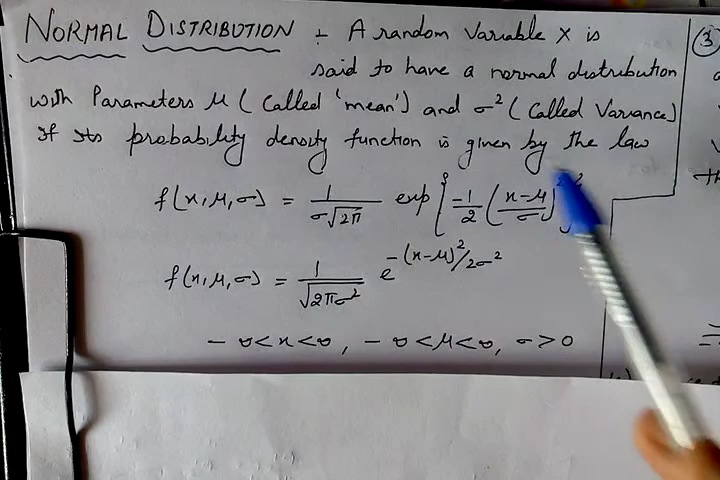 NORMAL DISTRIBUTION :- A random variable X is
said to have a normal distribution
with Parameters μ (called 'mean') and σ² (called Variance)
if its probability density function is given by the law
f(x,μ,σ) = 1/σ√2π exp{-1/2 (x-μ/σ)²}
f(x,μ,σ) = 1/√2πσ² e^-(x-μ)²/2σ²
-∞<x<∞, -∞<μ<∞, σ>0
(3)